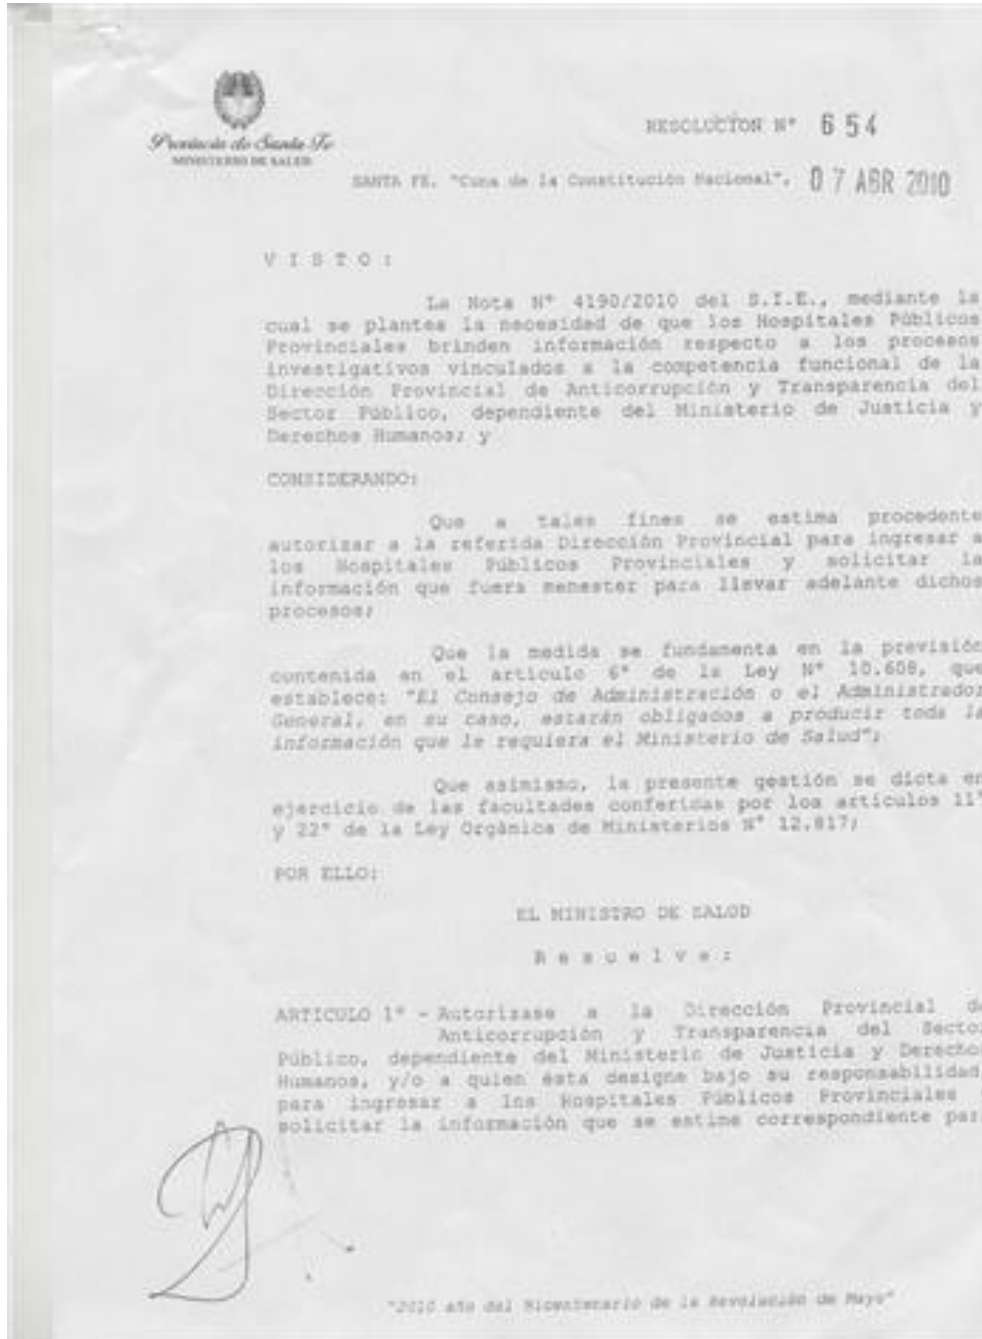 Provincia de Santa Fe
MINISTERIO DE SALUD
RESOLUCION N° 654
SANTA FE, "Cuna de la Constitución Nacional", 07 ABR 2010
V I S T O :
La Nota N° 4190/2010 del S.I.E., mediante la
cual se plantea la necesidad de que los Hospitales Públicos
Provinciales brinden información respecto a los procesos
investigativos vinculados a la competencia funcional de la
Dirección Provincial de Anticorrupción y Transparencia del
Sector Público, dependiente del Ministerio de Justicia y
Derechos Humanos; y
CONSIDERANDO:
Que a tales fines se estima procedente
autorizar a la referida Dirección Provincial para ingresar a
los Hospitales Públicos Provinciales y solicitar la
información que fuera menester para llevar adelante dichos
procesos;
Que la medida se fundamenta en la previsión
contenida en el artículo 6° de la Ley N° 10.608, que
establece: "El Consejo de Administración o el Administrador
General, en su caso, estarán obligados a producir toda la
información que le requiera el Ministerio de Salud";
Que asimismo, la presente gestión se dicta en
ejercicio de las facultades conferidas por los artículos 11°
y 22° de la Ley Orgánica de Ministerios N° 12.817;
POR ELLO:
EL MINISTRO DE SALUD
R e s u e l v e :
ARTICULO 1° - Autorízase a la Dirección Provincial de
Anticorrupción y Transparencia del Sector
Público, dependiente del Ministerio de Justicia y Derechos
Humanos, y/o a quien ésta designe bajo su responsabilidad,
para ingresar a los Hospitales Públicos Provinciales
solicitar la información que se estime correspondiente par
"2010 año del Bicentenario de la Revolución de Mayo"